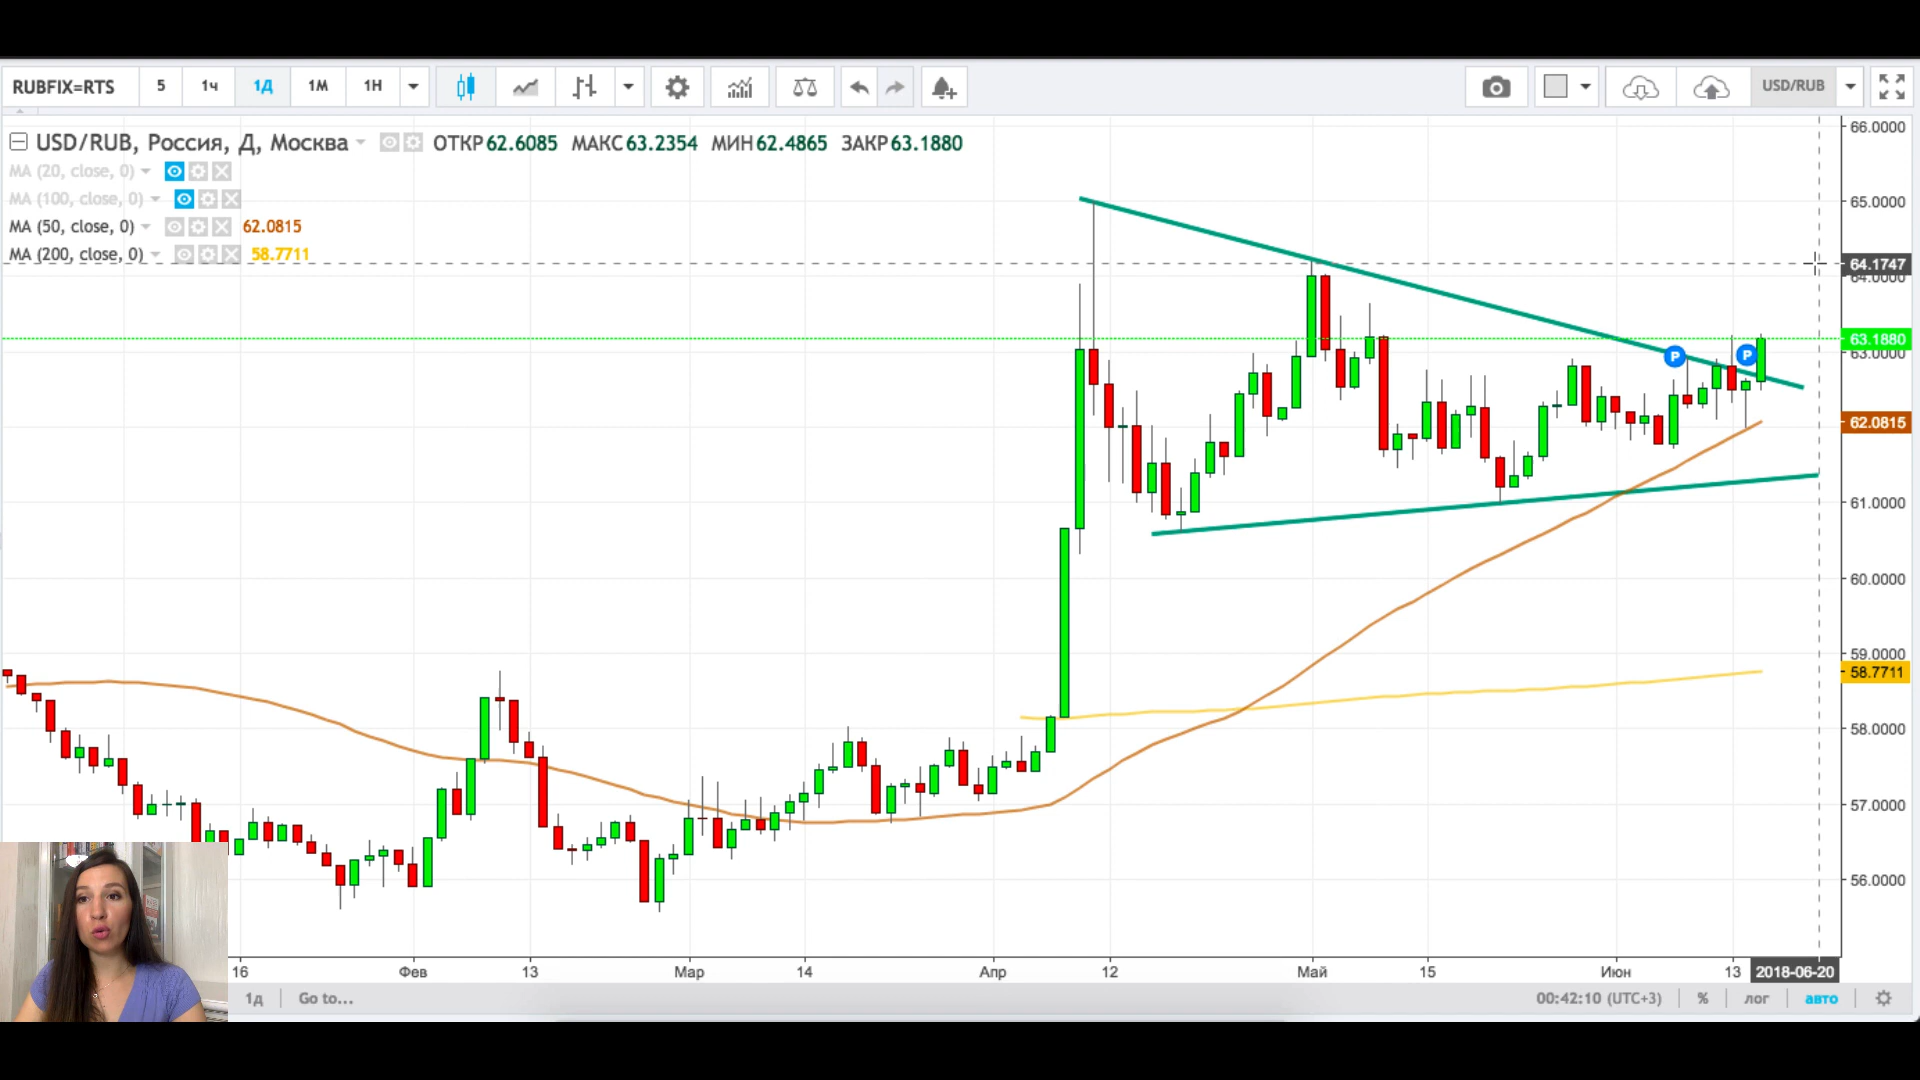 RUBFIX=RTS 5 1ч 1Д 1М 1Н USD/RUB
USD/RUB, Россия, Д, Москва ОТКР 62.6085 МАКС 63.2354 МИН 62.4865 ЗАКР 63.1880
MA (20, close, 0)
MA (100, close, 0)
MA (50, close, 0) 62.0815
MA (200, close, 0) 58.7711
66.0000
65.0000
64.1747
64.0000
63.1880
63.0000
P P
62.0815
61.0000
60.0000
59.0000
58.7711
58.0000
57.0000
56.0000
16 Фев 13 Мар 14 Апр 12 Май 15 Июн 13 2018-06-20
1д Go to... 00:42:10 (UTC+3) % лог авто